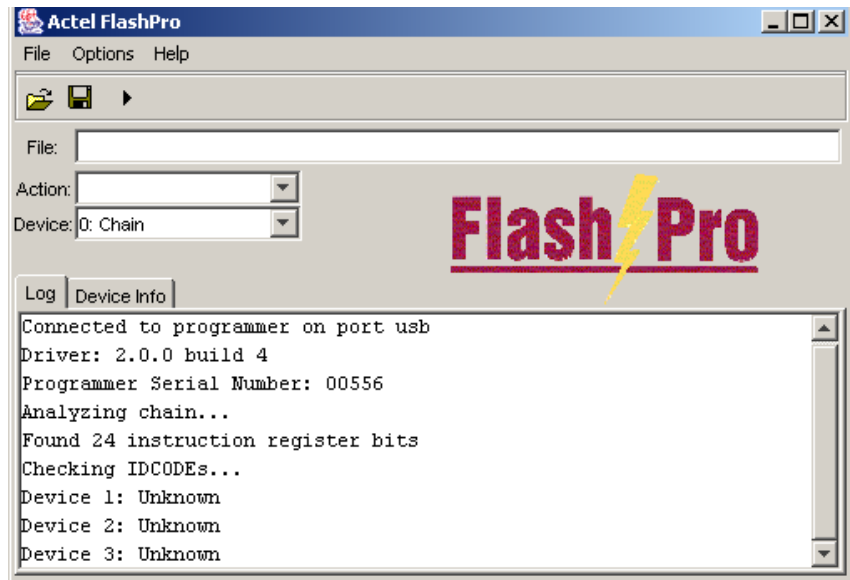 Actel FlashPro
File Options Help
File:
Action:
Device: 0: Chain
Flash Pro
Log Device Info
Connected to programmer on port usb
Driver: 2.0.0 build 4
Programmer Serial Number: 00556
Analyzing chain...
Found 24 instruction register bits
Checking IDCODEs...
Device 1: Unknown
Device 2: Unknown
Device 3: Unknown